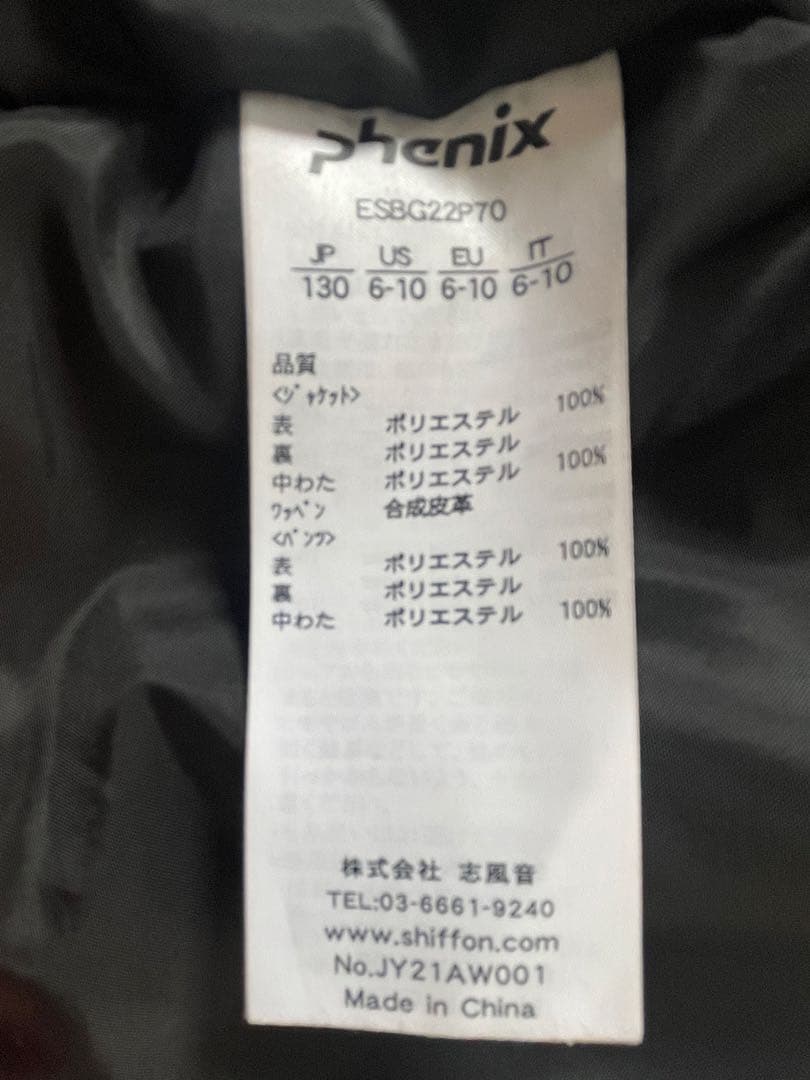 phenix
ESBG22P70
JP US EU IT
130 6-10 6-10 6-10
品質
<ｼﾞｬｹｯﾄ>
表 ポリエステル 100%
裏 ポリエステル
中わた ポリエステル 100%
ﾜｯﾍﾟﾝ 合成皮革
<ﾊﾟﾝﾂ>
表 ポリエステル 100%
裏 ポリエステル
中わた ポリエステル 100%
株式会社 志風音
TEL:03-6661-9240
www.shiffon.com
No.JY21AW001
Made in China